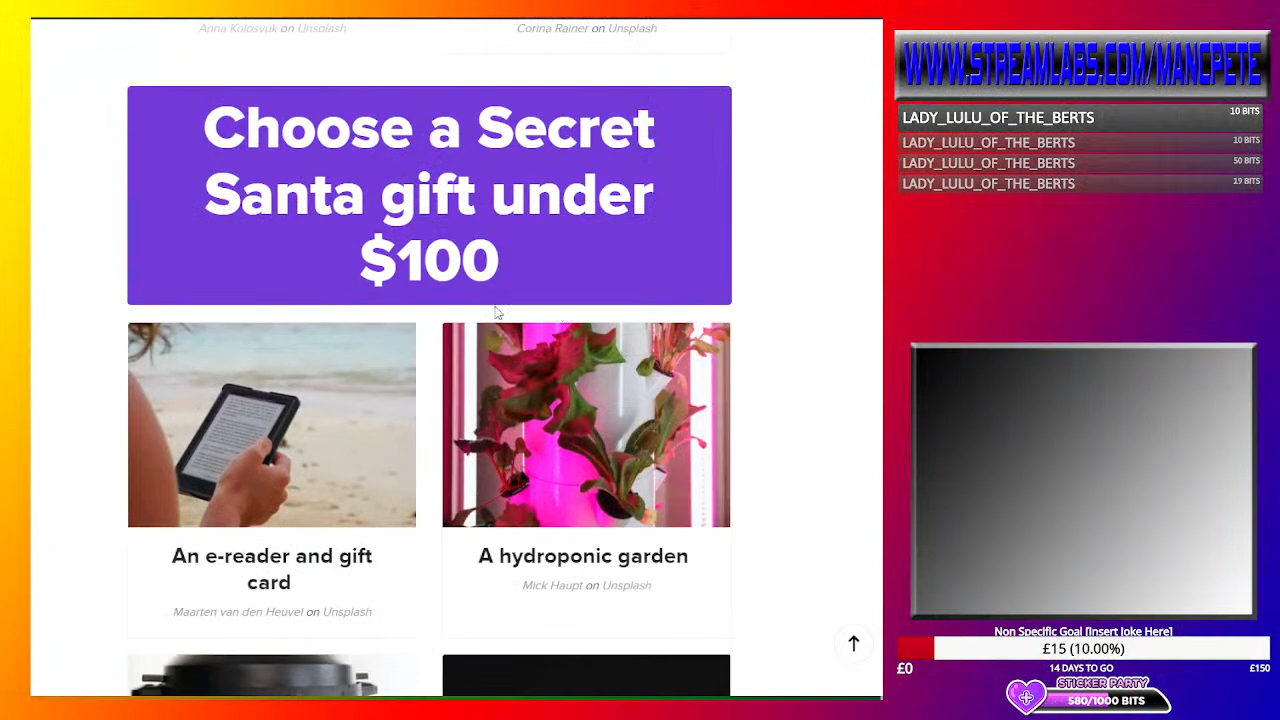 Anna Kolosyuk on Unsplash
Corina Rainer on Unsplash
Choose a Secret
Santa gift under
$100
An e-reader and gift
card
Maarten van den Heuvel on Unsplash
A hydroponic garden
Mick Haupt on Unsplash
WWW.STREAMLABS.COM/MANCPETE
LADY_LULU_OF_THE_BERTS 10 BITS
LADY_LULU_OF_THE_BERTS 10 BITS
LADY_LULU_OF_THE_BERTS 50 BITS
LADY_LULU_OF_THE_BERTS 19 BITS
Non Specific Goal [Insert Joke Here]
£15 (10.00%)
£0 14 DAYS TO GO £150
STICKER PARTY
580/1000 BITS